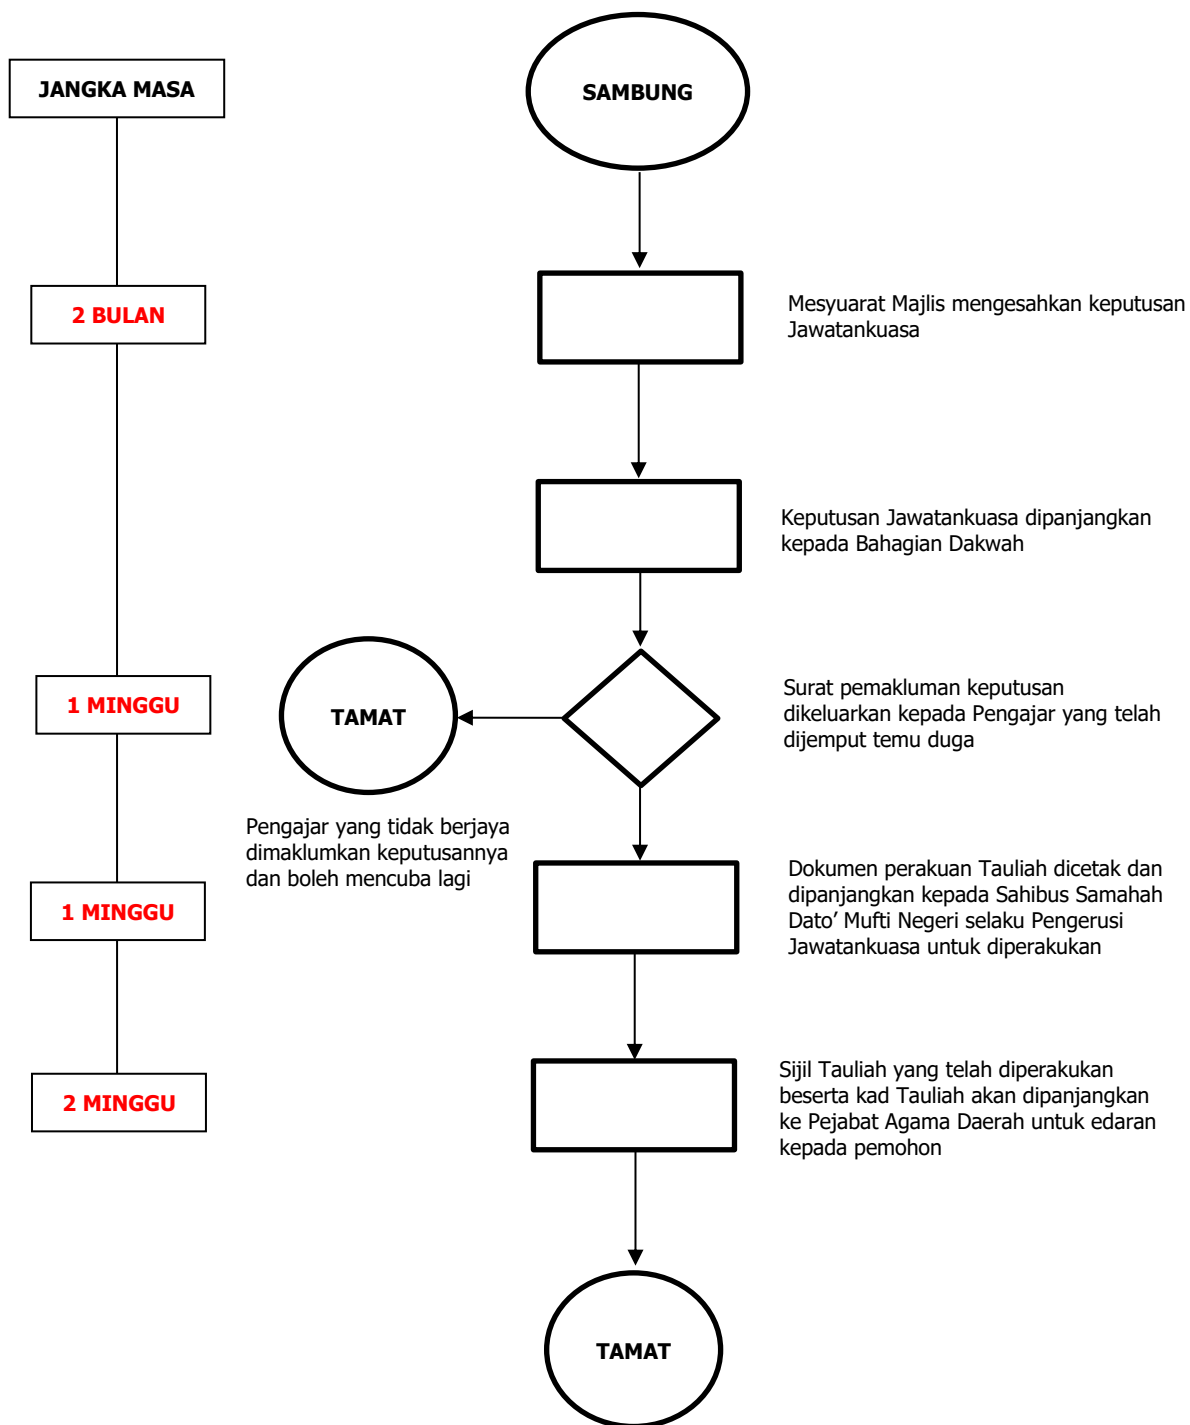 JANGKA MASA
SAMBUNG
2 BULAN
Mesyuarat Majlis mengesahkan keputusan
Jawatankuasa
Keputusan Jawatankuasa dipanjangkan
kepada Bahagian Dakwah
1 MINGGU
TAMAT
Surat pemakluman keputusan
dikeluarkan kepada Pengajar yang telah
dijemput temu duga
Pengajar yang tidak berjaya
dimaklumkan keputusannya
dan boleh mencuba lagi
1 MINGGU
Dokumen perakuan Tauliah dicetak dan
dipanjangkan kepada Sahibus Samahah
Dato’ Mufti Negeri selaku Pengerusi
Jawatankuasa untuk diperakukan
2 MINGGU
Sijil Tauliah yang telah diperakukan
beserta kad Tauliah akan dipanjangkan
ke Pejabat Agama Daerah untuk edaran
kepada pemohon
TAMAT